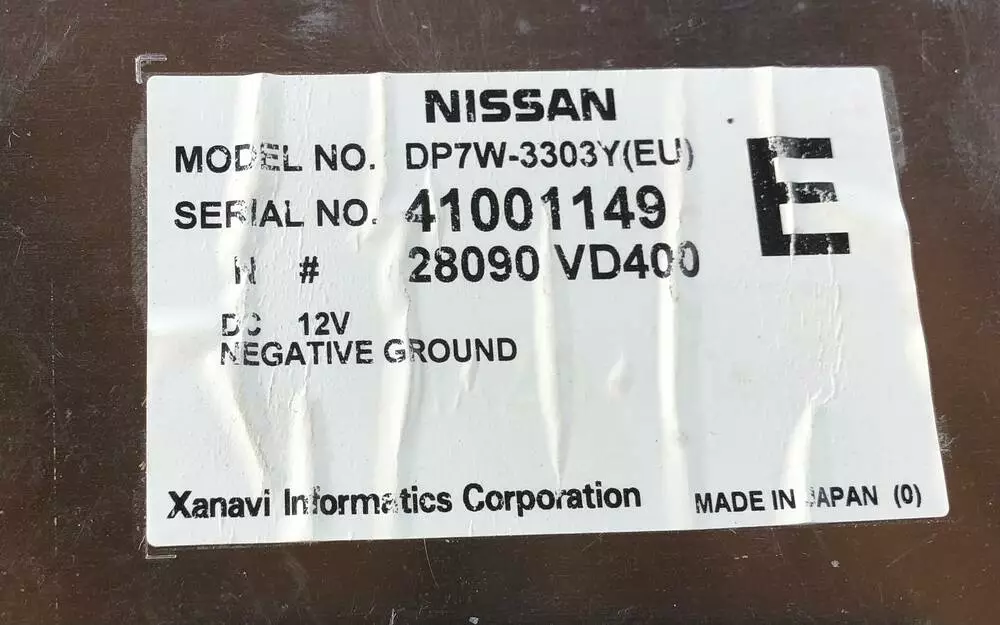 NISSAN
MODEL NO. DP7W-3303Y(EU)
E
SERIAL NO. 41001149
N # 28090 VD400
DC 12V
NEGATIVE GROUND
Xanavi Informatics Corporation
MADE IN JAPAN (0)